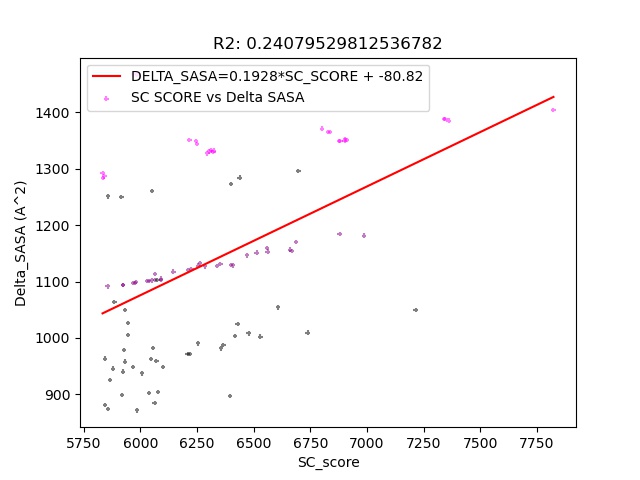 R2: 0.24079529812536782
DELTA_SASA=0.1928*SC_SCORE + -80.82
SC SCORE vs Delta SASA
Delta_SASA (A^2)
1400
1300
1200
1100
1000
900
5750 6000 6250 6500 6750 7000 7250 7500 7750
SC_score